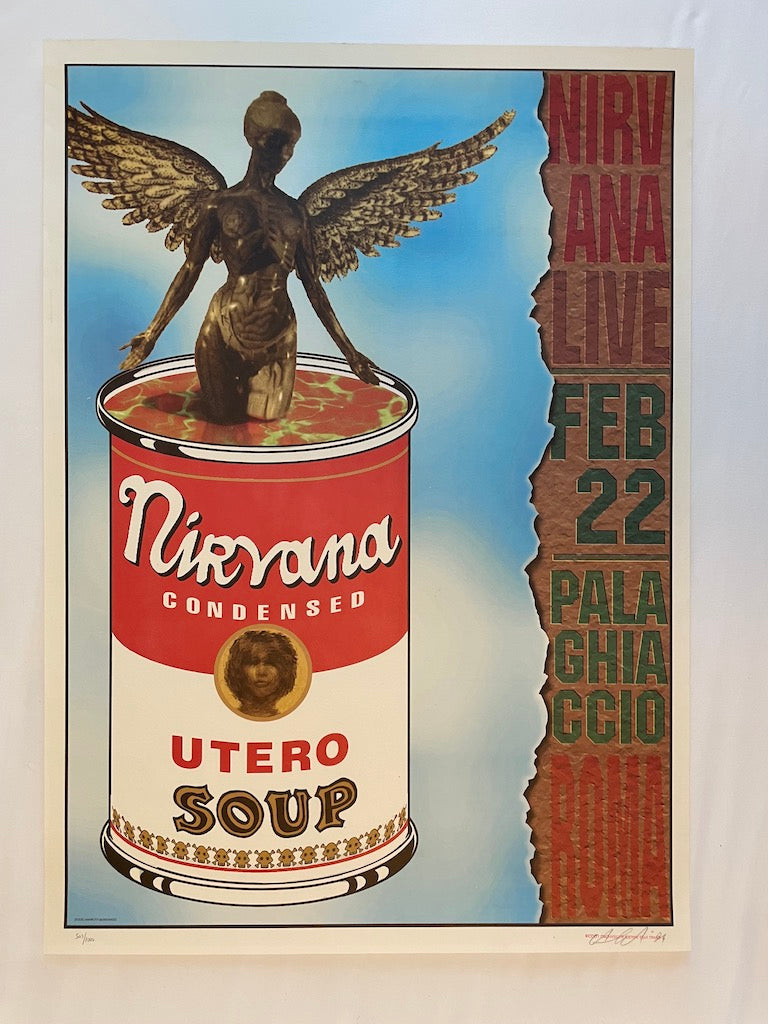 Nirvana
CONDENSED
UTERO
SOUP
NIRV
ANA
LIVE
FEB
22
PALA
GHIA
CCIO
ROMA